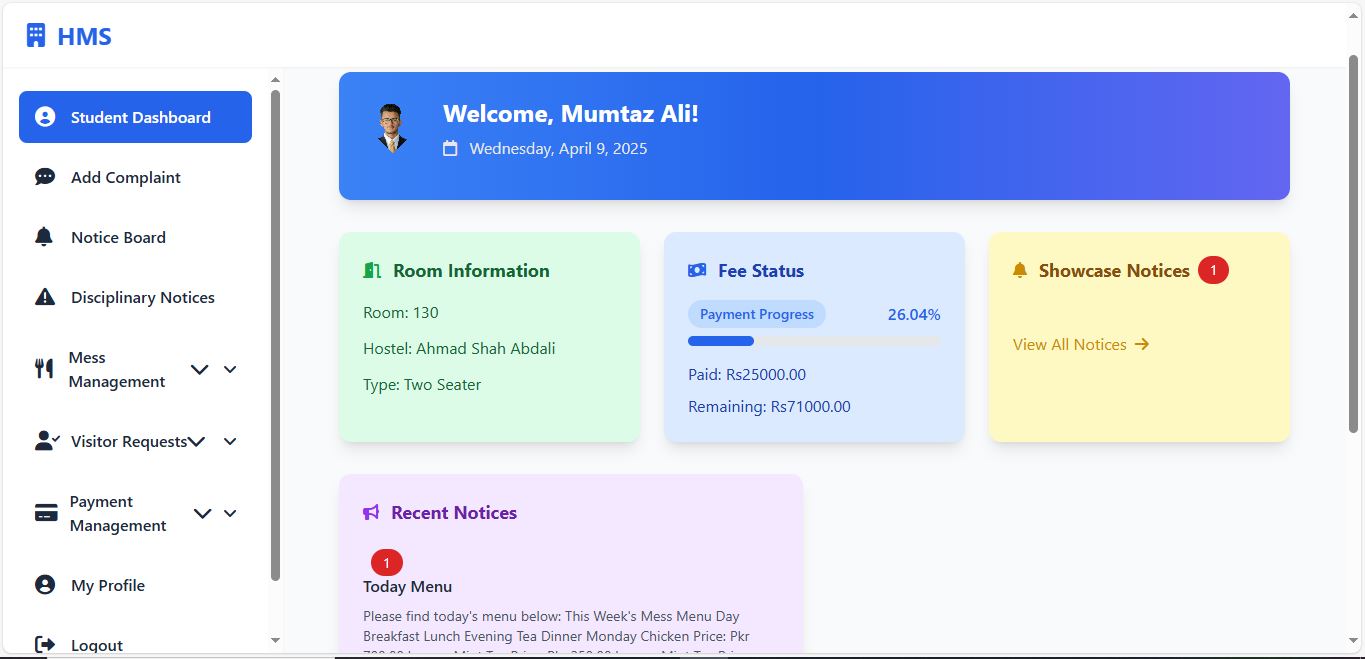 HMS
Student Dashboard
Add Complaint
Notice Board
Disciplinary Notices
Mess
Management
Visitor Requests
Payment
Management
My Profile
Logout
Welcome, Mumtaz Ali!
Wednesday, April 9, 2025
Room Information
Room: 130
Hostel: Ahmad Shah Abdali
Type: Two Seater
Fee Status
Payment Progress 26.04%
Paid: Rs25000.00
Remaining: Rs71000.00
Showcase Notices 1
View All Notices
Recent Notices
1
Today Menu
Please find today's menu below: This Week's Mess Menu Day
Breakfast Lunch Evening Tea Dinner Monday Chicken Price: Pkr